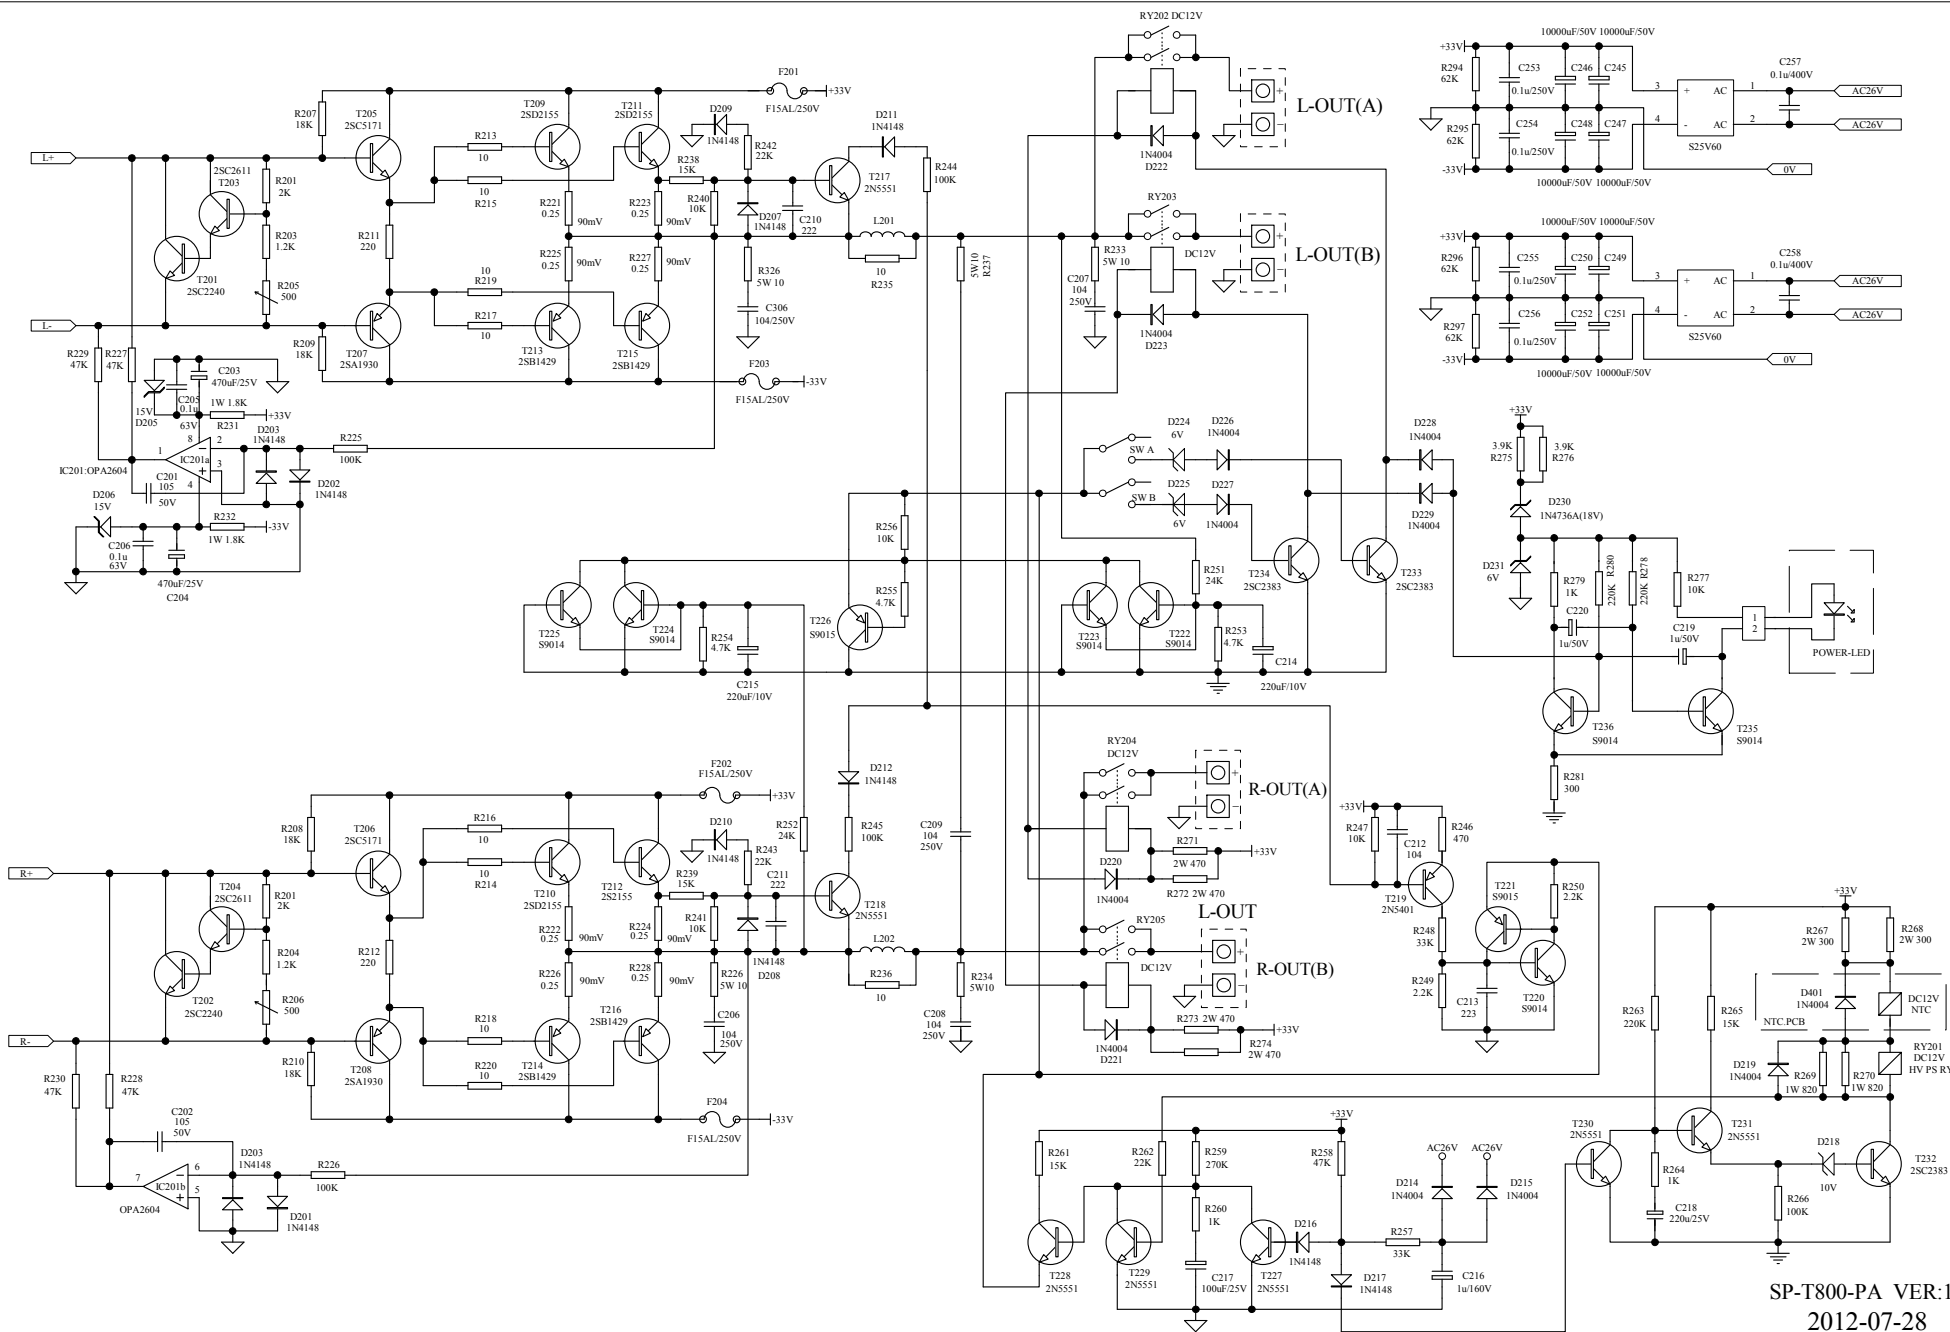 RY202 DC12V
L-OUT(A)
1N4004
D222
RY203
DC12V
L-OUT(B)
1N4004
D223
F201
F15AL/250V
+33V
R207
18K
T205
2SC5171
R213
10
10
R215
T209
2SD2155
T211
2SD2155
D209
1N4148
R242
22K
D211
1N4148
R244
100K
L+
2SC2611
T203
R201
2K
R203
1.2K
R205
500
T201
2SC2240
L-
R211
220
R221
0.25
90mV
R223
0.25
90mV
R238
15K
R240
10K
D207
1N4148
C210
222
T217
2N5551
L201
10
R235
R225
0.25
90mV
R227
0.25
90mV
R326
5W 10
C306
104/250V
5W10
R237
R233
5W 10
C207
104
250V
10
R219
R217
10
T207
2SA1930
T213
2SB1429
T215
2SB1429
R209
18K
F203
F15AL/250V
-33V
R229
47K
R227
47K
C203
470uF/25V
C205
0.1u
63V
15V
D205
1W 1.8K
R231
+33V
D203
1N4148
R225
100K
IC201:OPA2604
IC201a
8
2
3
1
4
C201
105
50V
D202
1N4148
D206
15V
R232
1W 1.8K
-33V
C206
0.1u
63V
470uF/25V
C204
10000uF/50V 10000uF/50V
+33V
R294
62K
C253
0.1u/250V
C246
C245
R295
62K
C254
0.1u/250V
C248
C247
-33V
10000uF/50V 10000uF/50V
3
4
+
-
AC
AC
1
2
S25V60
C257
0.1u/400V
AC26V
AC26V
0V
10000uF/50V 10000uF/50V
+33V
R296
62K
C255
0.1u/250V
C250
C249
R297
62K
C256
0.1u/250V
C252
C251
-33V
10000uF/50V 10000uF/50V
3
4
+
-
AC
AC
1
2
S25V60
C258
0.1u/400V
AC26V
AC26V
0V
SW A
SW B
D224
6V
D226
1N4004
D225
6V
D227
1N4004
D228
1N4004
D229
1N4004
+33V
3.9K
R275
3.9K
R276
D230
1N4736A(18V)
D231
6V
R279
1K
220K R280
220K R278
R277
10K
C220
1u/50V
C219
1u/50V
1
2
POWER-LED
T236
S9014
T235
S9014
R281
300
R256
10K
R255
4.7K
T225
S9014
T224
S9014
R254
4.7K
C215
220uF/10V
T226
S9015
T223
S9014
T222
S9014
R251
24K
R253
4.7K
C214
220uF/10V
T234
2SC2383
T233
2SC2383
F202
F15AL/250V
+33V
D212
1N4148
R208
18K
T206
2SC5171
R216
10
10
R214
T210
2SD2155
T212
2S2155
D210
1N4148
R243
22K
R239
15K
C211
222
R252
24K
R245
100K
T218
2N5551
C209
104
250V
R+
T204
2SC2611
R201
2K
R204
1.2K
R206
500
T202
2SC2240
R-
R212
220
R222
0.25
90mV
R224
0.25
90mV
R241
10K
1N4148
D208
L202
R236
10
R226
0.25
90mV
R228
0.25
90mV
R226
5W 10
C206
104
250V
R234
5W10
C208
104
250V
R218
10
R220
10
T208
2SA1930
T214
2SB1429
T216
2SB1429
R210
18K
F204
F15AL/250V
-33V
R230
47K
R228
47K
C202
105
50V
D203
1N4148
R226
100K
7
6
5
IC201b
OPA2604
D201
1N4148
RY204
DC12V
R-OUT(A)
R271
2W 470
+33V
D220
1N4004
R272 2W 470
L-OUT
RY205
DC12V
R-OUT(B)
R273 2W 470
+33V
1N4004
D221
R274
2W 470
+33V
R247
10K
C212
104
R246
470
T219
2N5401
T221
S9015
R250
2.2K
R248
33K
R249
2.2K
C213
223
T220
S9014
+33V
R267
2W 300
R268
2W 300
D401
1N4004
DC12V
NTC
NTC.PCB
R263
220K
R265
15K
D219
1N4004
R269
1W 820
R270
1W 820
RY201
DC12V
HV PS RY
T230
2N5551
T231
2N5551
D218
10V
T232
2SC2383
R264
1K
C218
220u/25V
R266
100K
+33V
R261
15K
R262
22K
R259
270K
R258
47K
AC26V
AC26V
D214
1N4004
D215
1N4004
R260
1K
D216
1N4148
R257
33K
T228
2N5551
T229
2N5551
C217
100uF/25V
T227
2N5551
D217
1N4148
C216
1u/160V
SP-T800-PA VER:1
2012-07-28